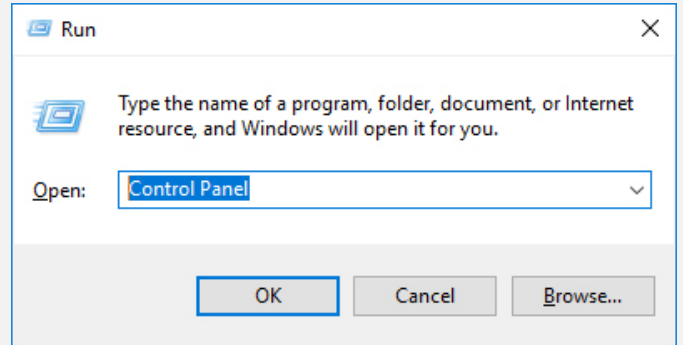 Run
Type the name of a program, folder, document, or Internet
resource, and Windows will open it for you.
Open: Control Panel
OK Cancel Browse...